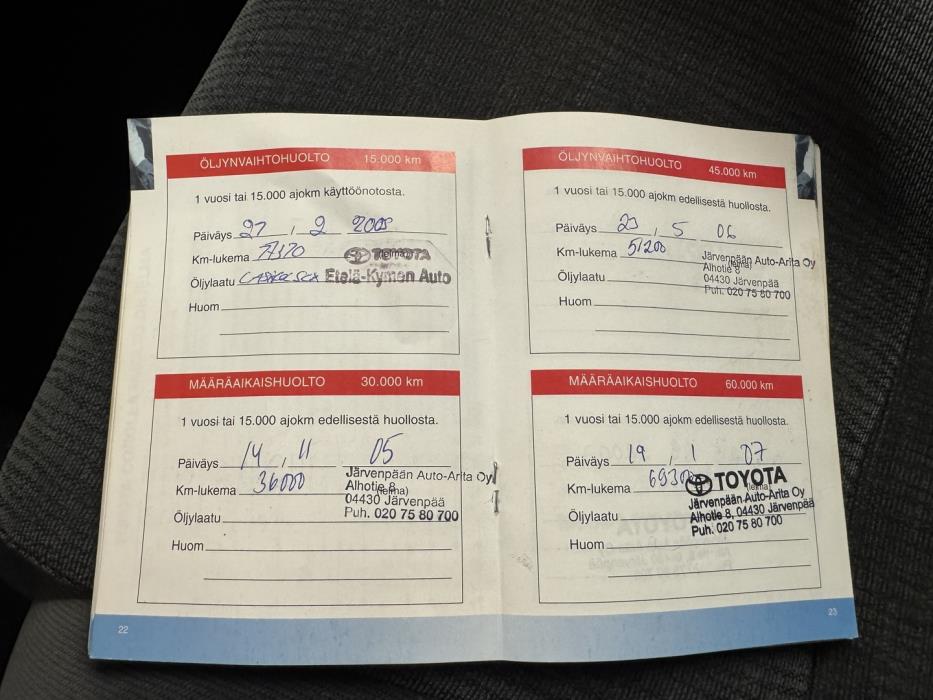 ÖLJYNVAIHTOHUOLTO 15.000 km
1 vuosi tai 15.000 ajokm käyttöönotosta.
Päiväys 27 / 2 2005
Km-lukema
TOYOTA
Öljylaatu Etelä-Kymen Auto
Huom
MÄÄRÄAIKAISHUOLTO 30.000 km
1 vuosi tai 15.000 ajokm edellisestä huollosta.
Päiväys 14 / 11 05
Km-lukema 36000
Järvenpään Auto-Arita Oy
Alhotie 8 (leima)
04430 Järvenpää
Öljylaatu
Puh. 020 75 80 700
Huom
22
ÖLJYNVAIHTOHUOLTO 45.000 km
1 vuosi tai 15.000 ajokm edellisestä huollosta.
Päiväys 23 / 5 06
Km-lukema 51200
Järvenpään Auto-Arita Oy
Alhotie 8 (leima)
04430 Järvenpää
Öljylaatu
Puh. 020 75 80 700
Huom
MÄÄRÄAIKAISHUOLTO 60.000 km
1 vuosi tai 15.000 ajokm edellisestä huollosta.
Päiväys 19 / 1 07
Km-lukema 69300
TOYOTA
(leima)
Järvenpään Auto-Arita Oy
Öljylaatu
Alhotie 8, 04430 Järvenpää
Puh. 020 75 80 700
Huom
23